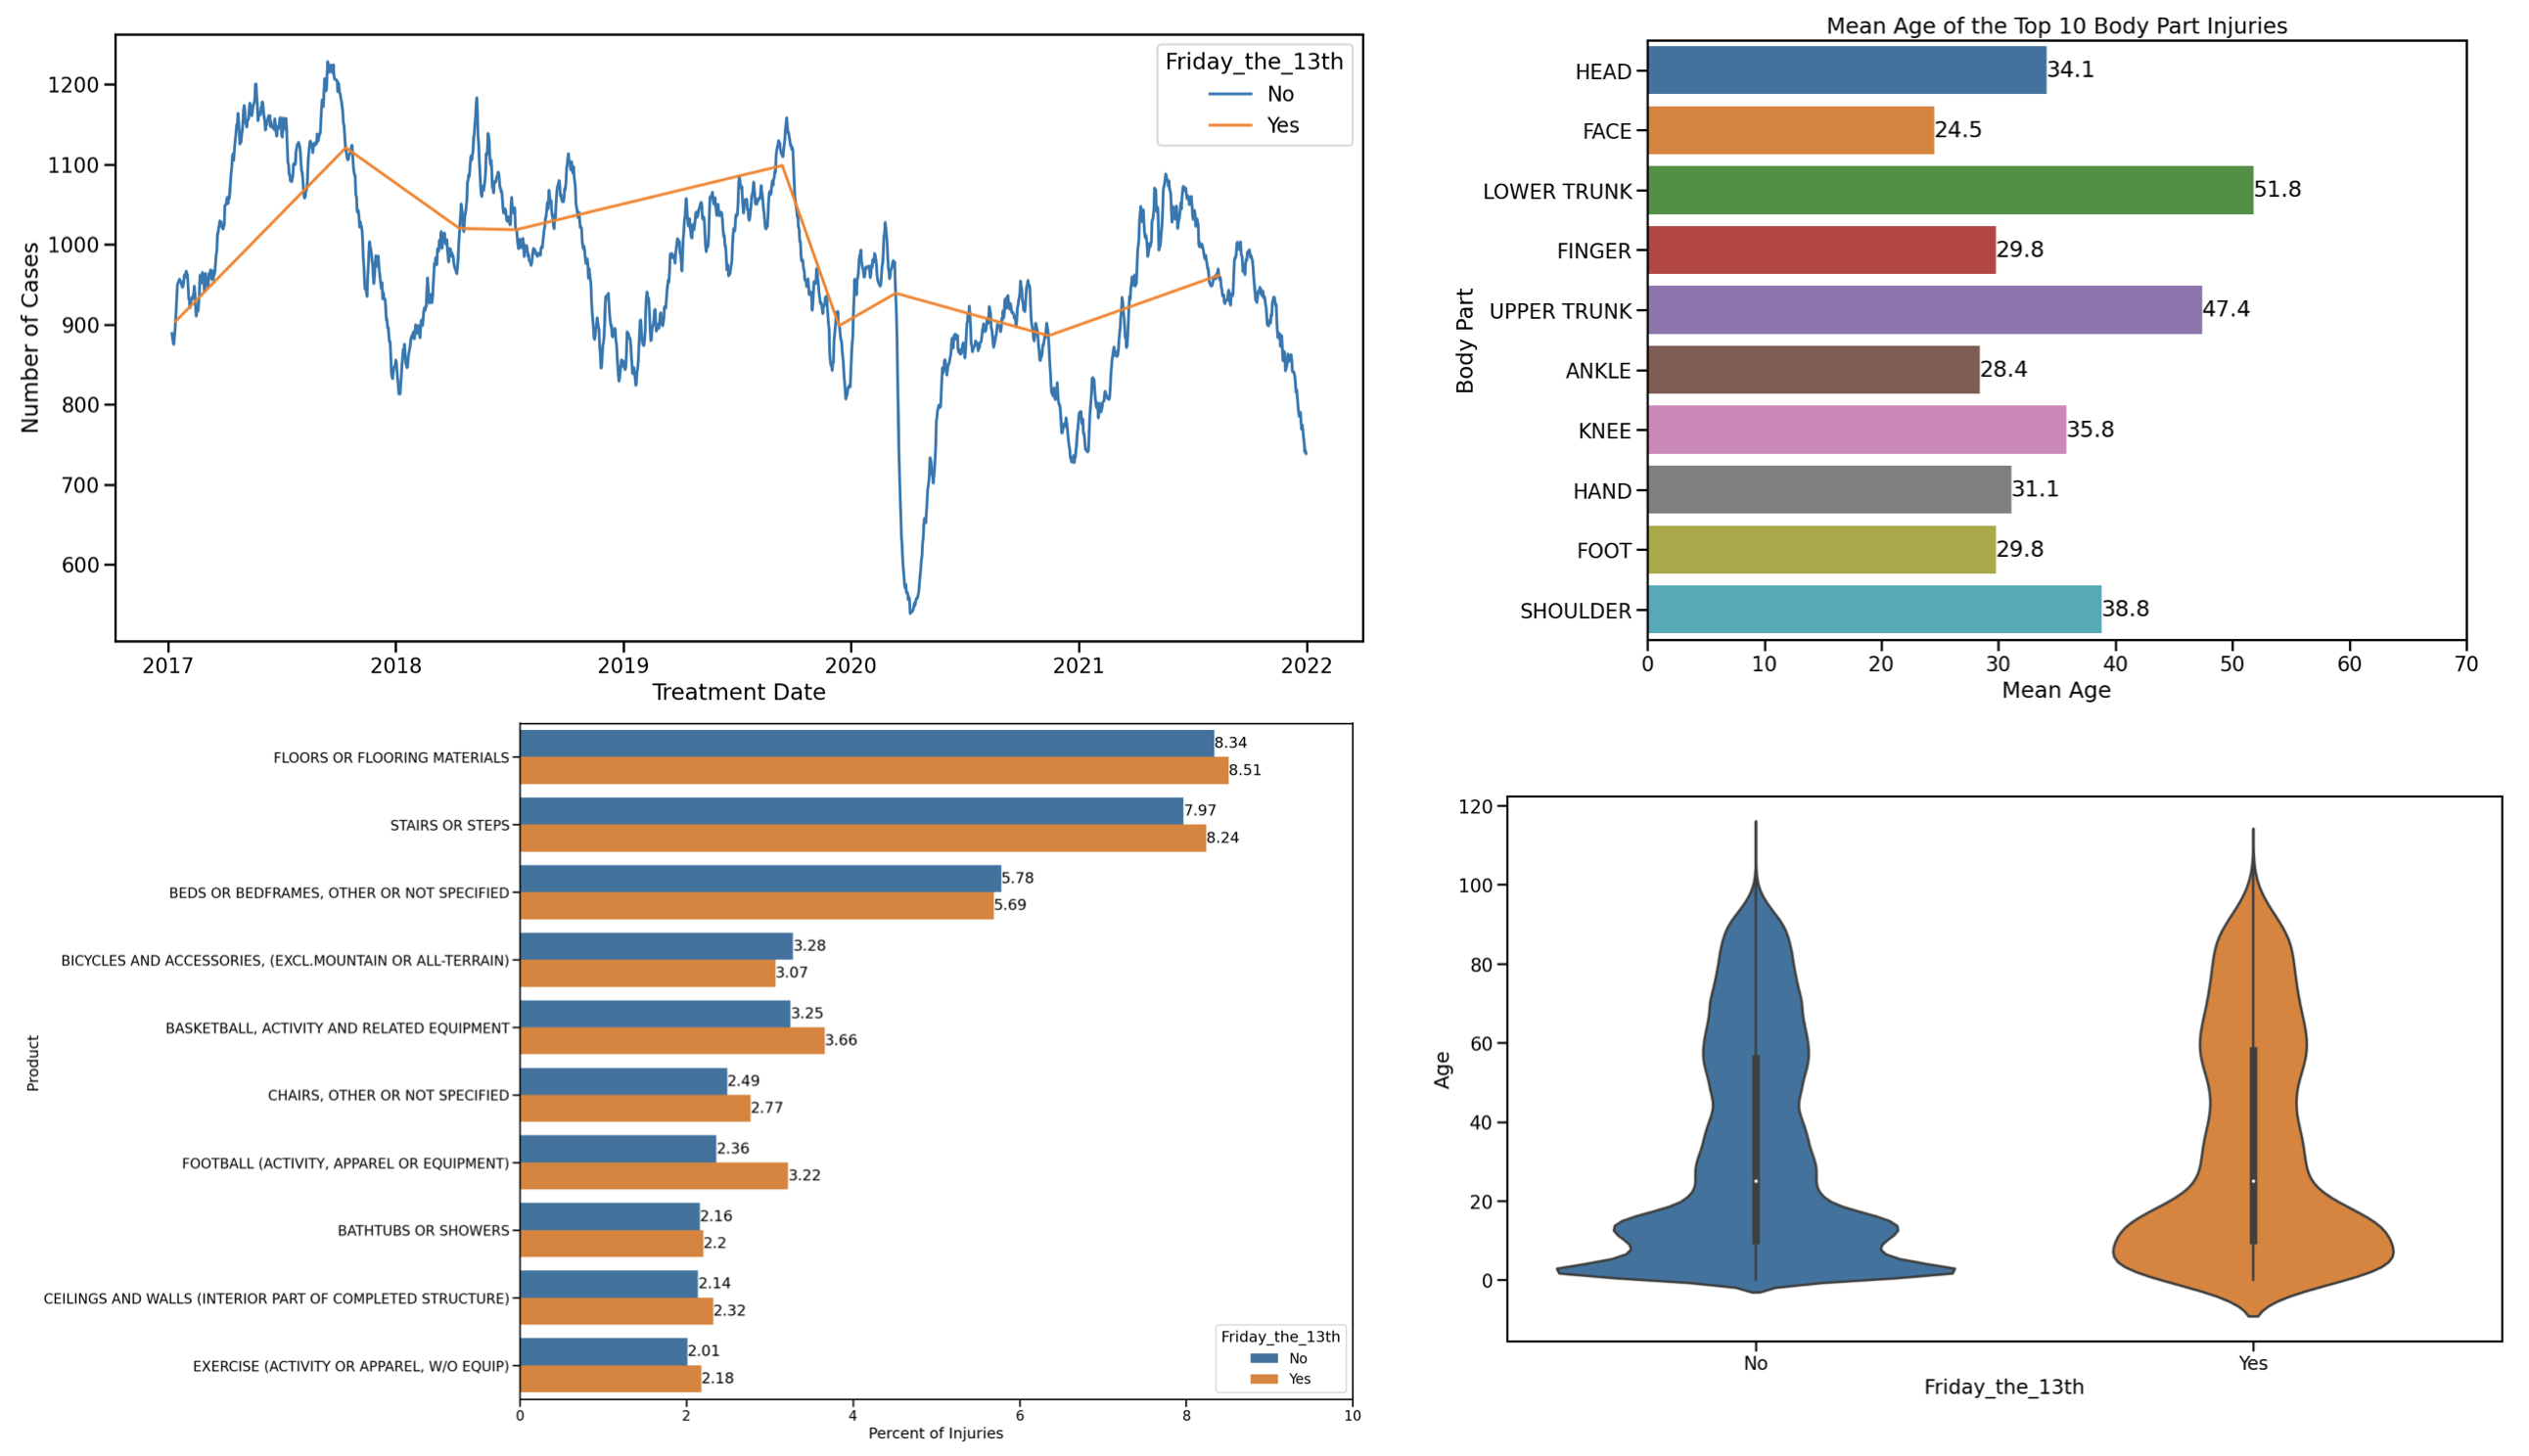 Number of Cases
1200
1100
1000
900
800
700
600
2017 2018 2019 2020 2021 2022
Treatment Date
Friday_the_13th
No
Yes
Mean Age of the Top 10 Body Part Injuries
Body Part
HEAD 34.1
FACE 24.5
LOWER TRUNK 51.8
FINGER 29.8
UPPER TRUNK 47.4
ANKLE 28.4
KNEE 35.8
HAND 31.1
FOOT 29.8
SHOULDER 38.8
0 10 20 30 40 50 60 70
Mean Age
Product
FLOORS OR FLOORING MATERIALS 8.34
8.51
STAIRS OR STEPS 7.97
8.24
BEDS OR BEDFRAMES, OTHER OR NOT SPECIFIED 5.78
5.69
BICYCLES AND ACCESSORIES, (EXCL.MOUNTAIN OR ALL-TERRAIN) 3.28
3.07
BASKETBALL, ACTIVITY AND RELATED EQUIPMENT 3.25
3.66
CHAIRS, OTHER OR NOT SPECIFIED 2.49
2.77
FOOTBALL (ACTIVITY, APPAREL OR EQUIPMENT) 2.36
3.22
BATHTUBS OR SHOWERS 2.16
2.2
CEILINGS AND WALLS (INTERIOR PART OF COMPLETED STRUCTURE) 2.14
2.32
EXERCISE (ACTIVITY OR APPAREL, W/O EQUIP) 2.01
2.18
Friday_the_13th
No
Yes
0 2 4 6 8 10
Percent of Injuries
Age
120
100
80
60
40
20
0
No Yes
Friday_the_13th